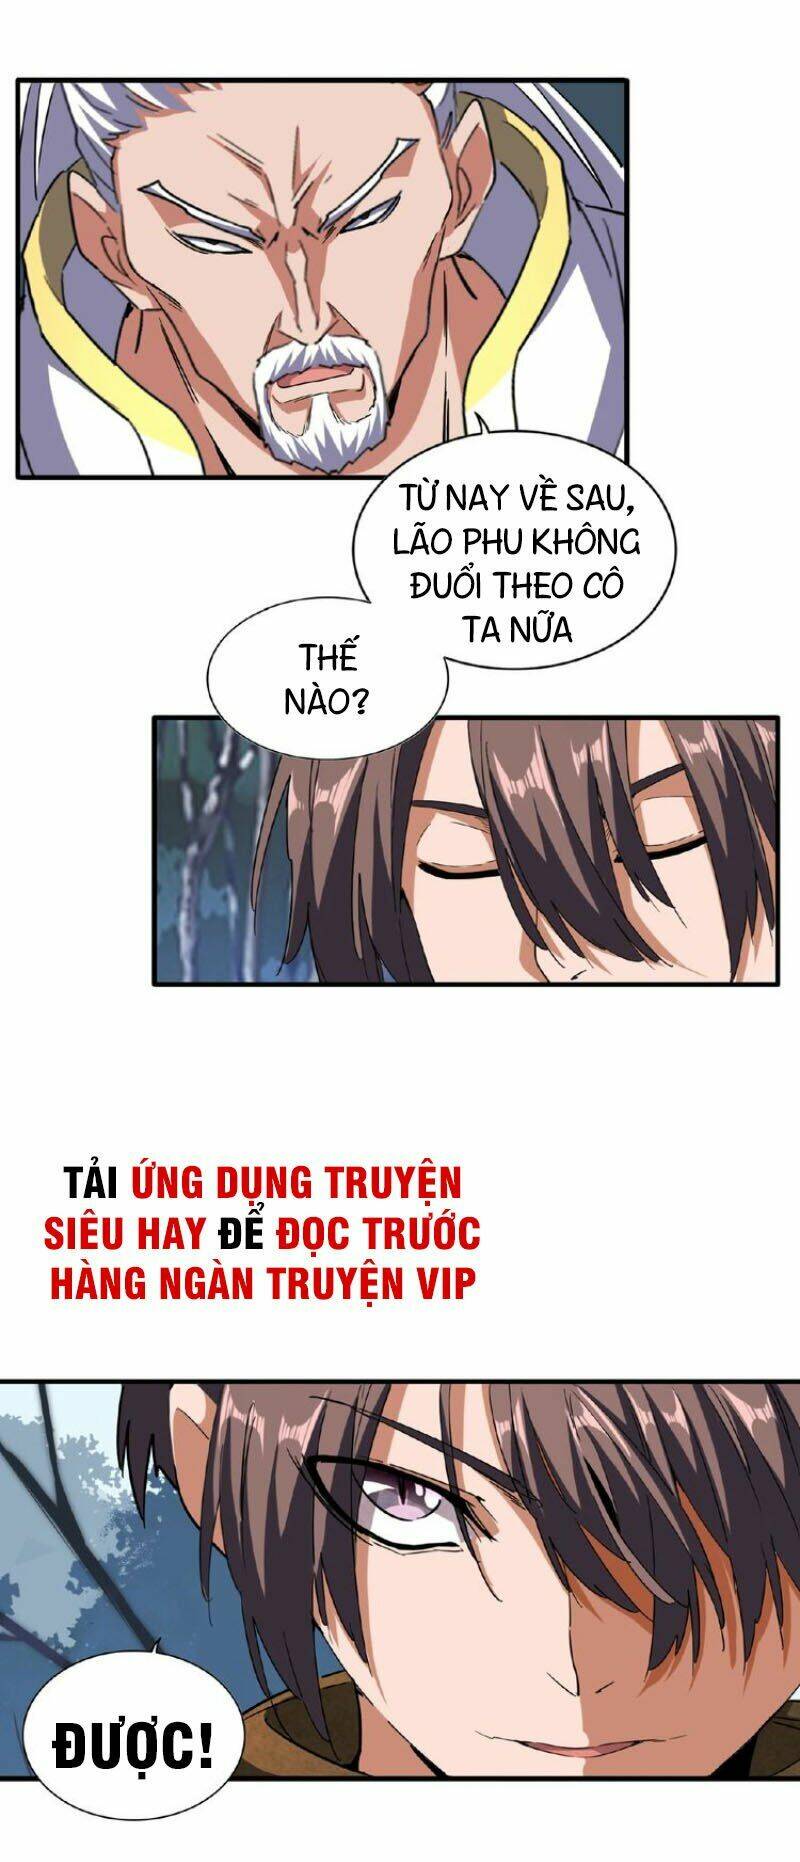 TỪ NAY VỀ SAU,
LÃO PHU KHÔNG
ĐUỔI THEO CÔ
TA NỮA
THẾ
NÀO?
TẢI ỨNG DỤNG TRUYỆN
SIÊU HAY ĐỂ ĐỌC TRƯỚC
HÀNG NGÀN TRUYỆN VIP
ĐƯỢC!